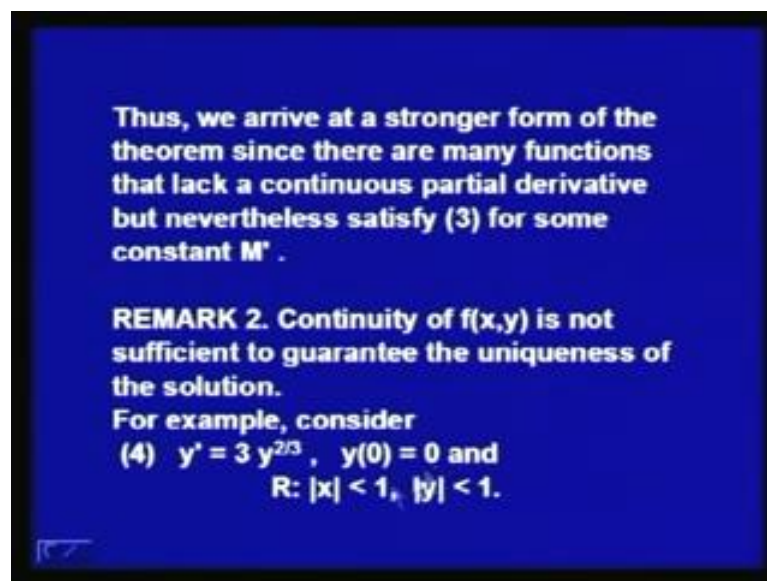 Thus, we arrive at a stronger form of the
theorem since there are many functions
that lack a continuous partial derivative
but nevertheless satisfy (3) for some
constant M' .
REMARK 2. Continuity of f(x,y) is not
sufficient to guarantee the uniqueness of
the solution.
For example, consider
(4) y' = 3 y^{2/3} , y(0) = 0 and
R: |x| < 1, |y| < 1.